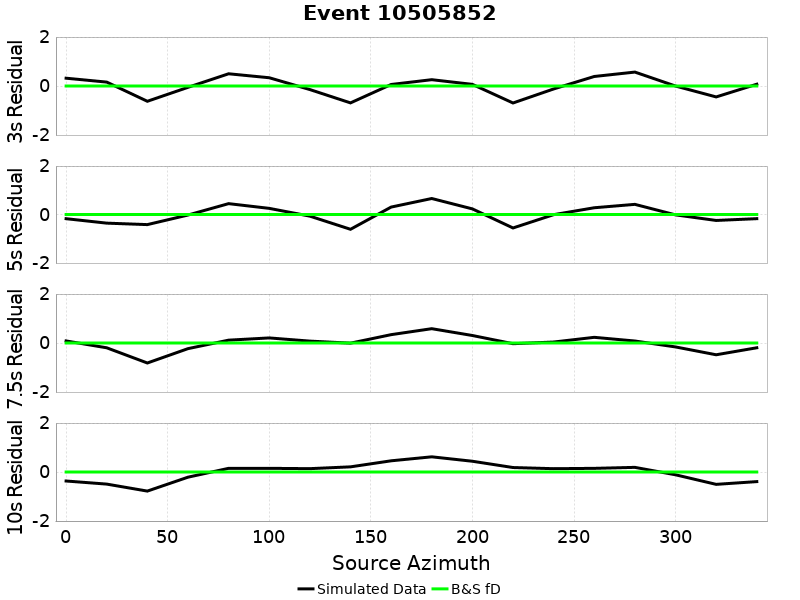 Event 10505852
3s Residual
2
0
-2
5s Residual
2
0
-2
7.5s Residual
2
0
-2
10s Residual
2
0
-2
0 50 100 150 200 250 300
Source Azimuth
Simulated Data B&S fD